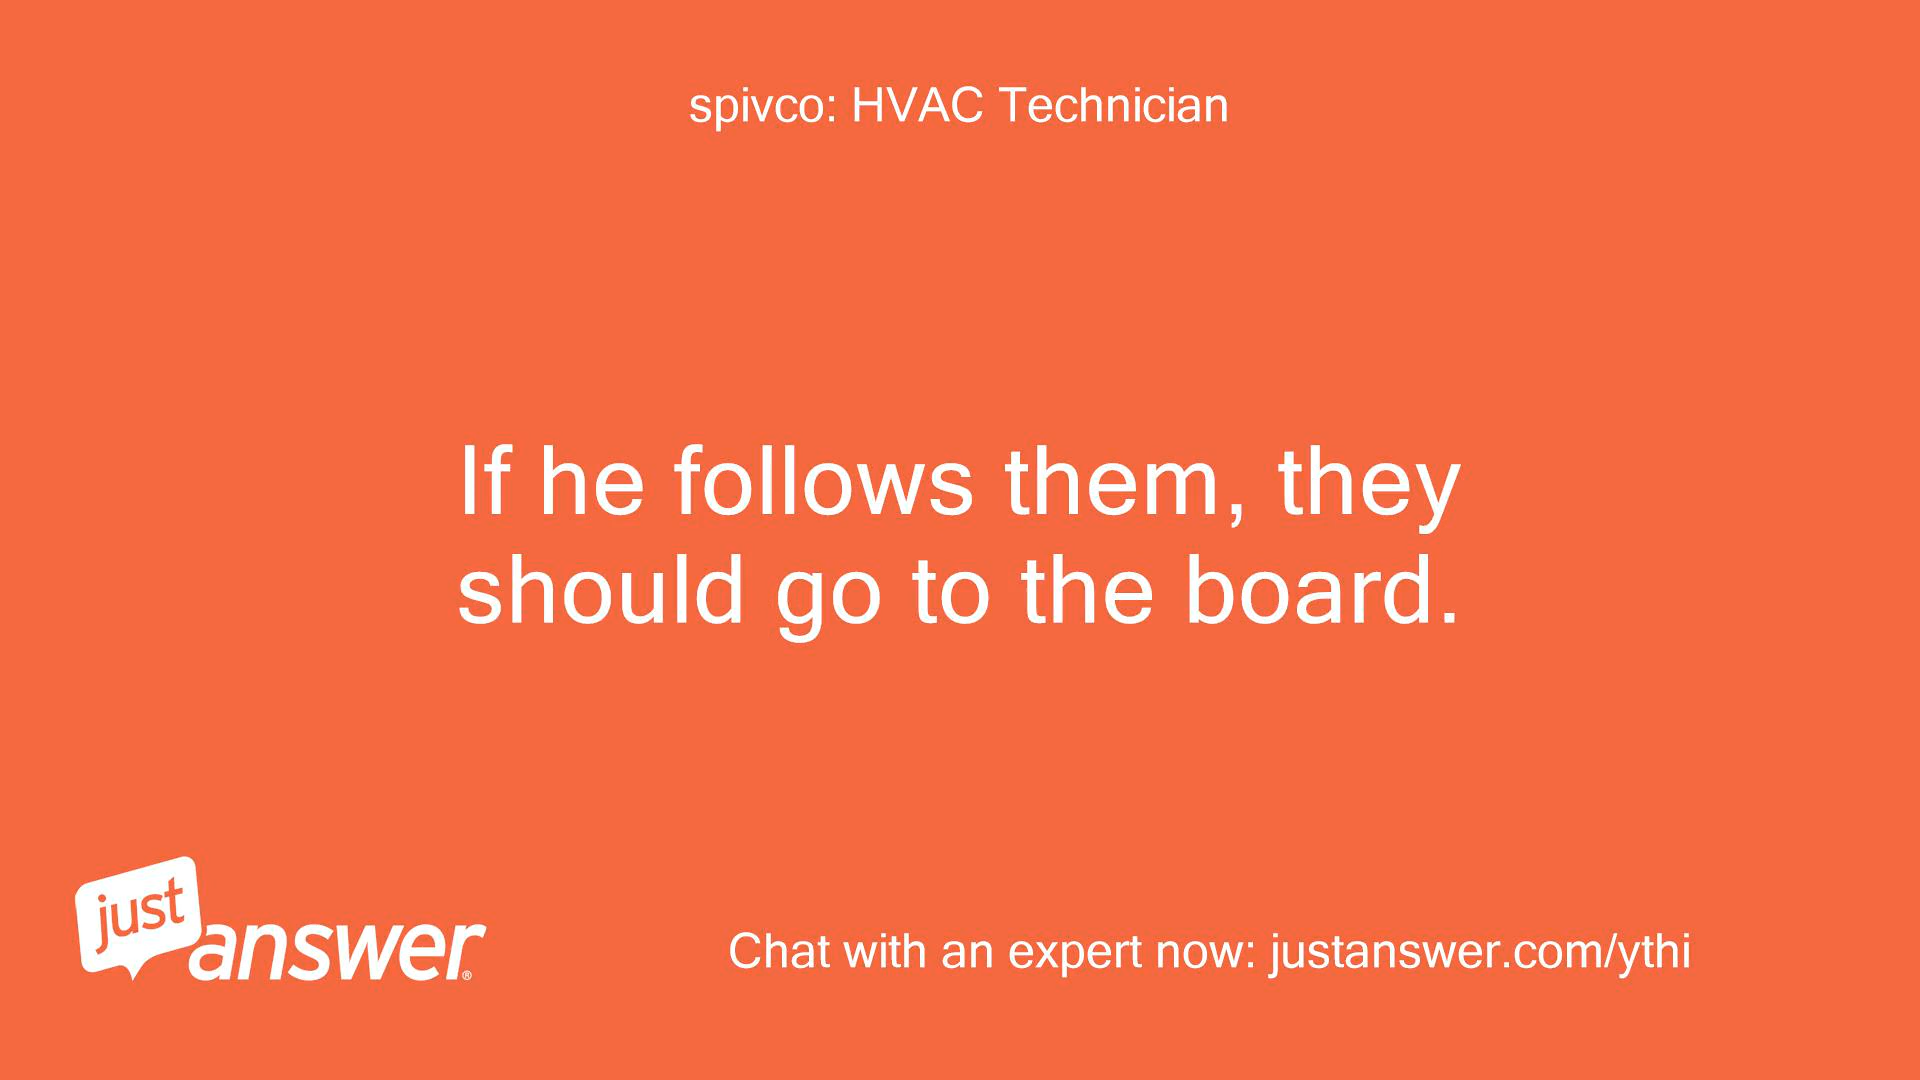 spivco: HVAC Technician
If he follows them, they
should go to the board.
just
answer®
Chat with an expert now: justanswer.com/ythi